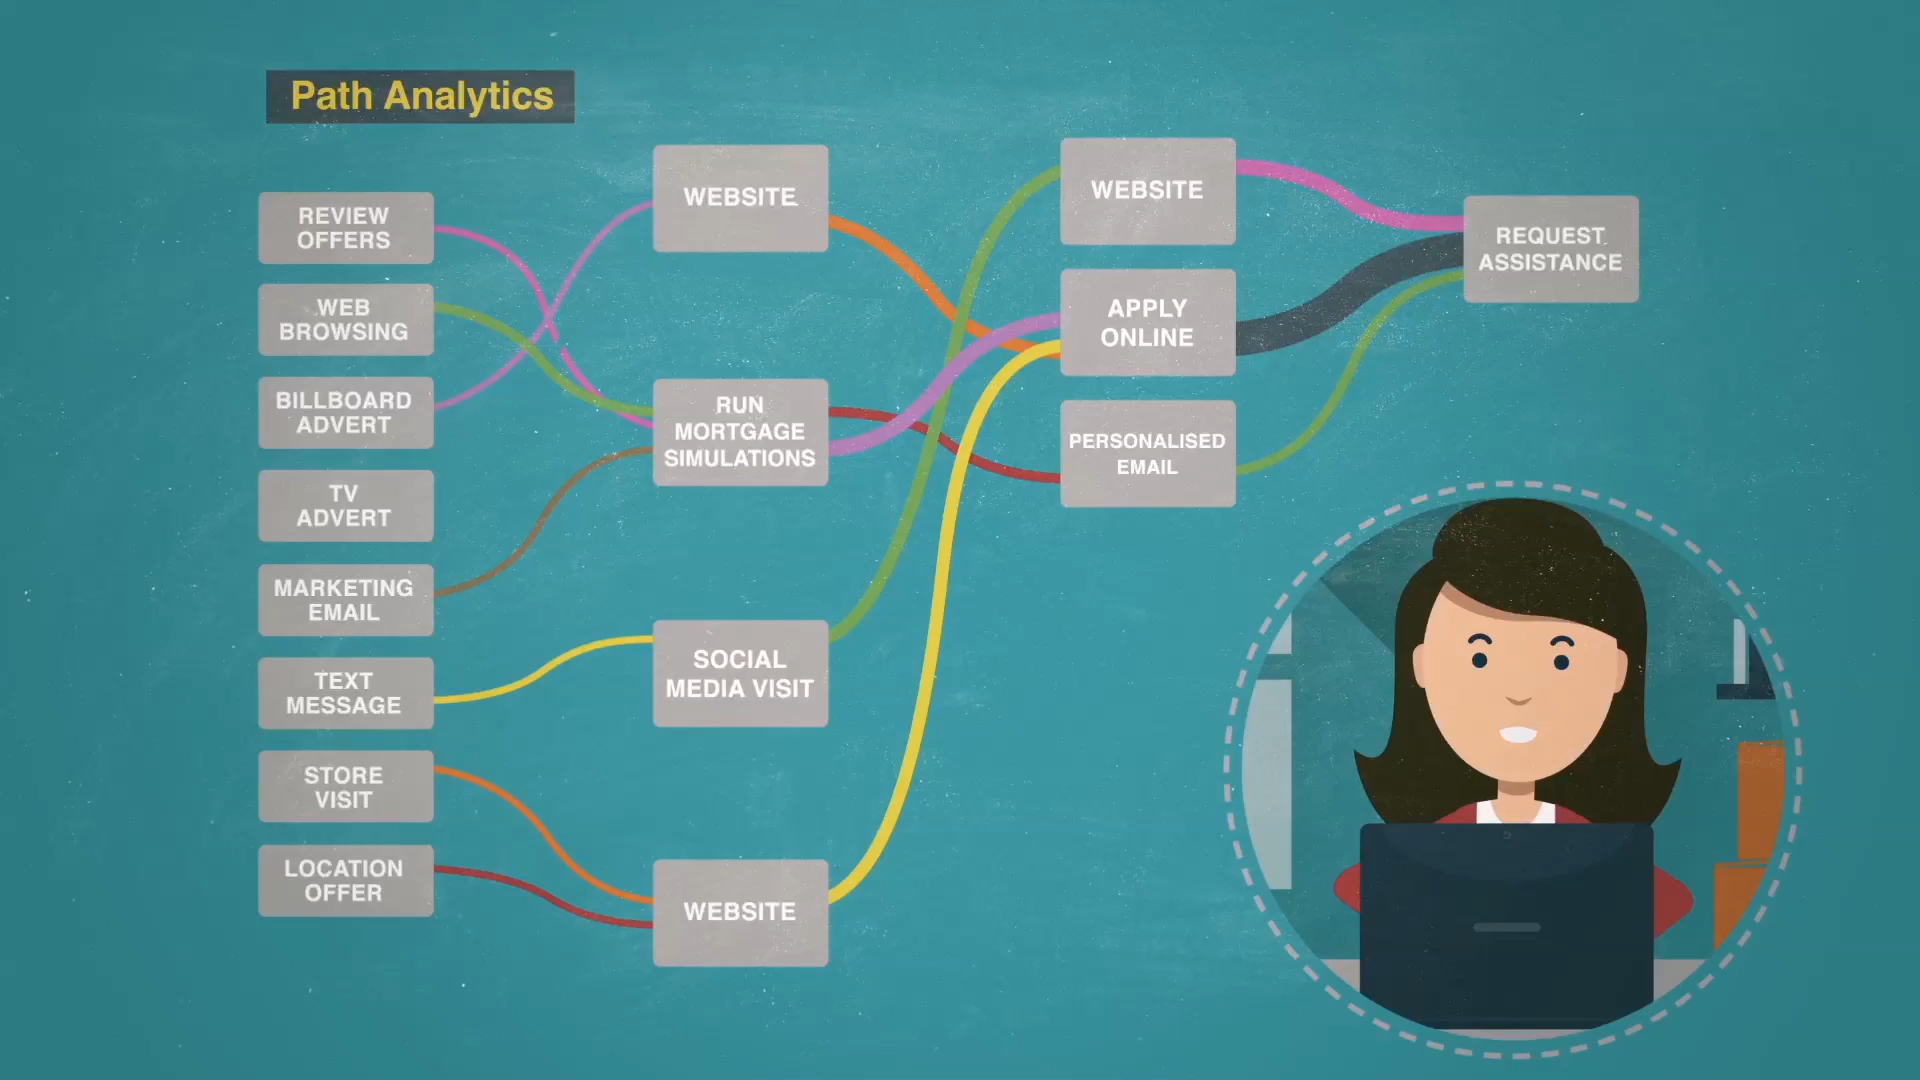 Path Analytics
REVIEW
OFFERS
WEB
BROWSING
BILLBOARD
ADVERT
TV
ADVERT
MARKETING
EMAIL
TEXT
MESSAGE
STORE
VISIT
LOCATION
OFFER
WEBSITE
RUN
MORTGAGE
SIMULATIONS
SOCIAL
MEDIA VISIT
WEBSITE
WEBSITE
APPLY
ONLINE
PERSONALISED
EMAIL
REQUEST
ASSISTANCE